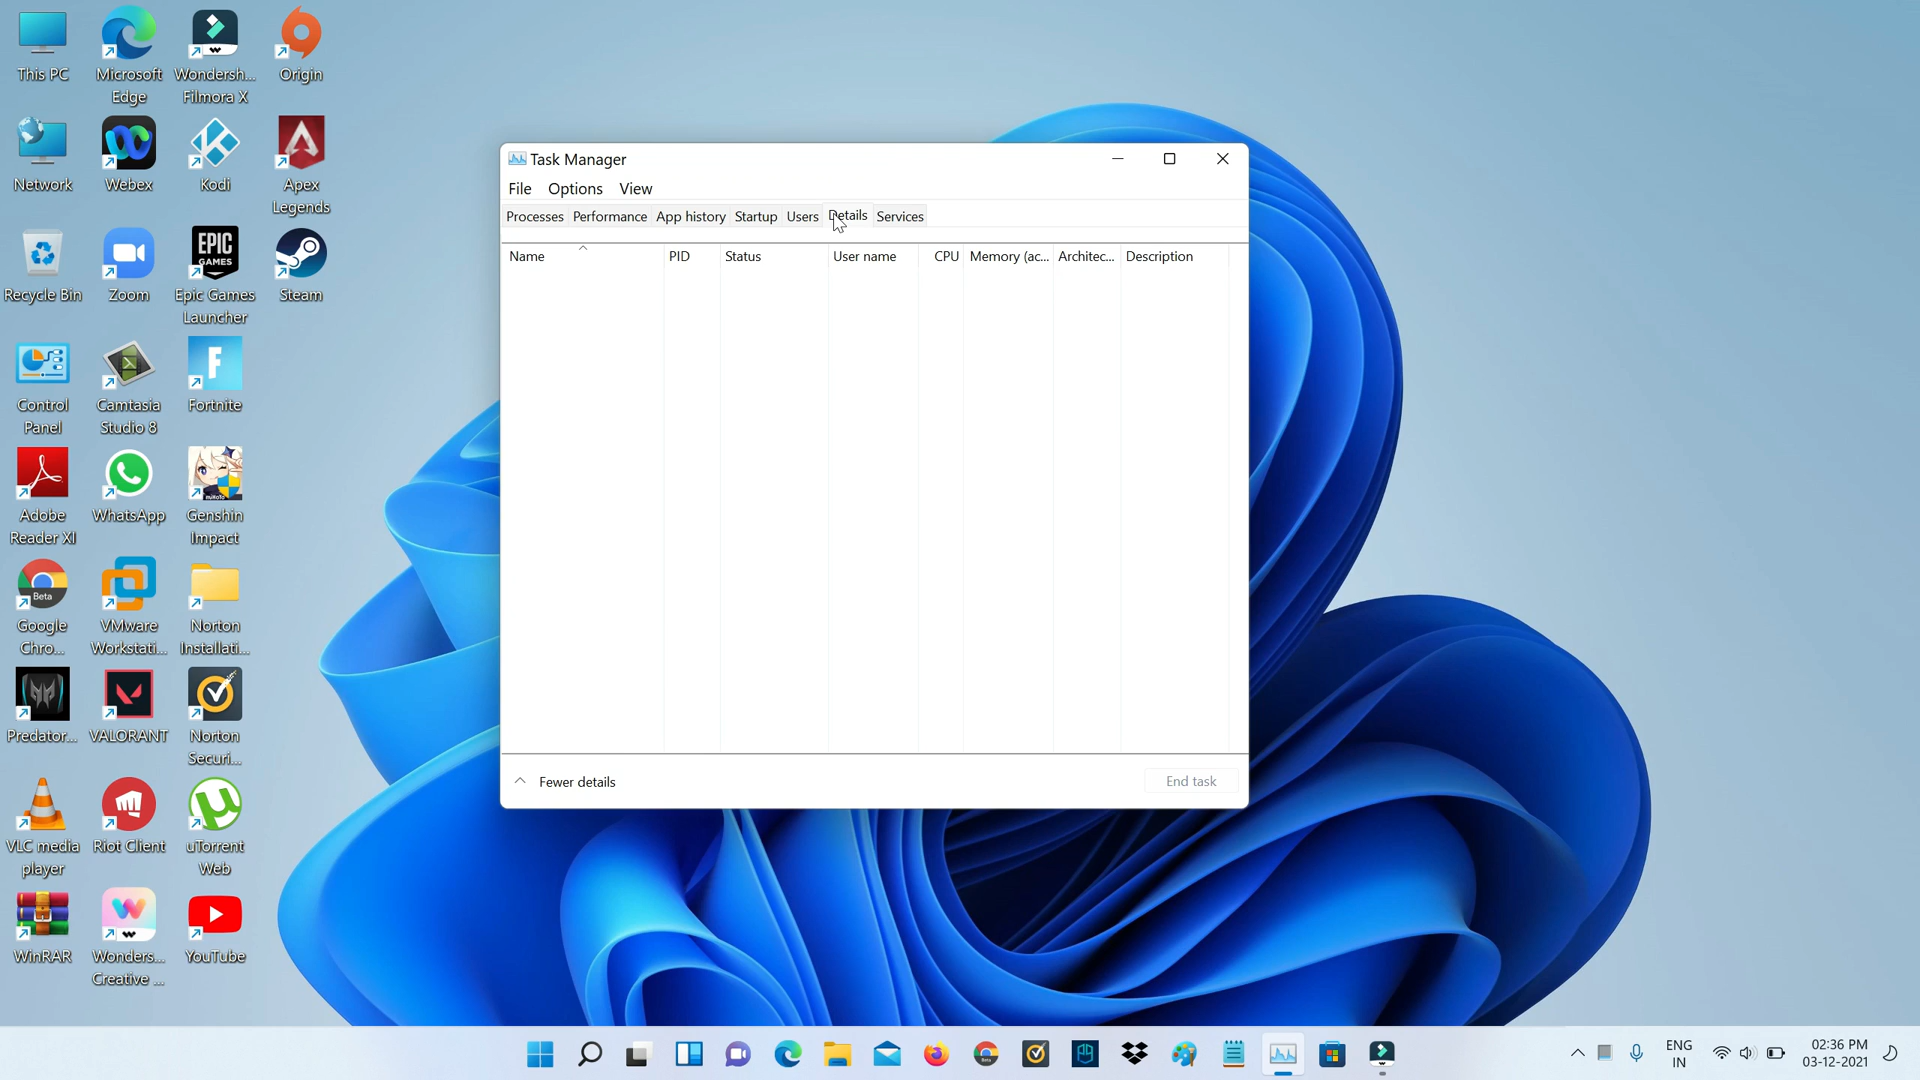 This PC
Microsoft
Edge
Wondersh...
Filmora X
Origin
Network
Webex
Kodi
Apex
Legends
Recycle Bin
Zoom
EPIC
GAMES
Epic Games
Launcher
Steam
Control
Panel
Camtasia
Studio 8
F
Fortnite
Adobe
Reader XI
WhatsApp
Genshin
Impact
Beta
Google
Chro...
VMware
Workstati...
Norton
Installati...
Predator...
VALORANT
Norton
Securi...
VLC media
player
Riot Client
uTorrent
Web
WinRAR
Wonders...
Creative ...
YouTube
Task Manager
File Options View
Processes Performance App history Startup Users Details Services
Name PID Status User name CPU Memory (ac... Architec... Description
Fewer details
End task
ENG
IN
02:36 PM
03-12-2021